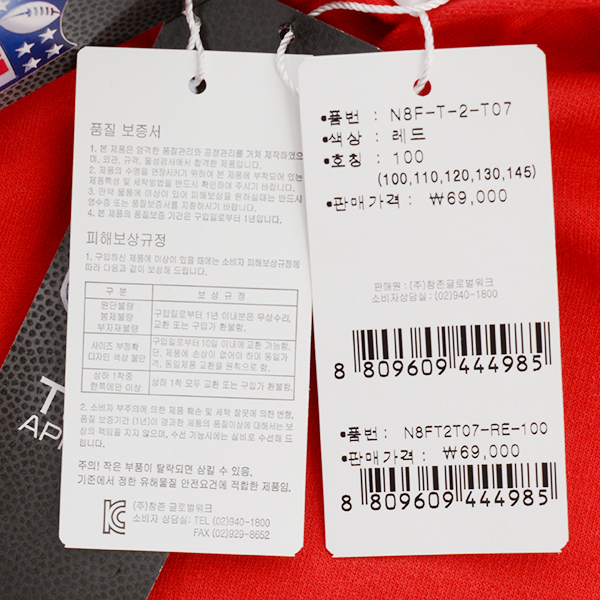 품질 보증서
1. 본 제품은 엄격한 품질관리와 공정관리를 거쳐 제작하였으
며, 외관, 규격, 물성검사에서 합격한 제품입니다.
2. 제품의 수명을 연장시키기 위하여 본 제품에 부착되어 있는
제품특성 및 세탁방법을 반드시 확인하여 주시기 바랍니다.
3. 만약 물품에 이상이 있어 피해보상을 원하실때는 반드시
영수증 또는 품질보증서를 지참하시기 바랍니다.
4. 본 제품의 품질보증 기간은 구입일로부터 1년입니다.
피해보상규정
1. 구입하신 제품에 이상이 있을 때에는 소비자 피해보상규정에
따라 다음과 같이 보상해 드립니다.
구 분 보 상 규 정
원단불량
봉제불량
부자재불량
구입일로부터 1년 이내분은 무상수리,
교환 또는 구입가 환불함.
사이즈 부정확
디자인 색상 불만
구입일로부터 10일 이내에 교환 가능함.
단, 제품에 손상이 없어야 하며 동일가
격, 동일제품 교환을 원칙으로 함.
상하 1착중
한쪽에만 이상
상하 1착 모두 교환 또는 구입가 환불함.
2. 소비자 부주의에 의한 제품 훼손 및 세탁 잘못에 의한 변형,
품질 보증기간 (1년)이 경과한 제품의 품질이상에 대해서는 보
상의 책임을 지지 않으며, 수선 가능시에는 실비로 수선해 드
립니다.
주의! 작은 부품이 탈락되면 삼킬 수 있음.
기준에서 정한 유해물질 안전요건에 적합한 제품임.
(주)참존 글로벌워크
소비자 상담실: TEL (02)940-1800
FAX (02)929-8652
•품번 : N8F-T-2-T07
•색상 : 레드
•호칭 : 100
(100,110,120,130,145)
•판매가격 : ₩69,000
판매원 : (주)참존글로벌워크
소비자상담실: 02)940-1800
8 809609 444985
•품번 : N8FT2T07-RE-100
•판매가격 : ₩69,000
8 809609 444985